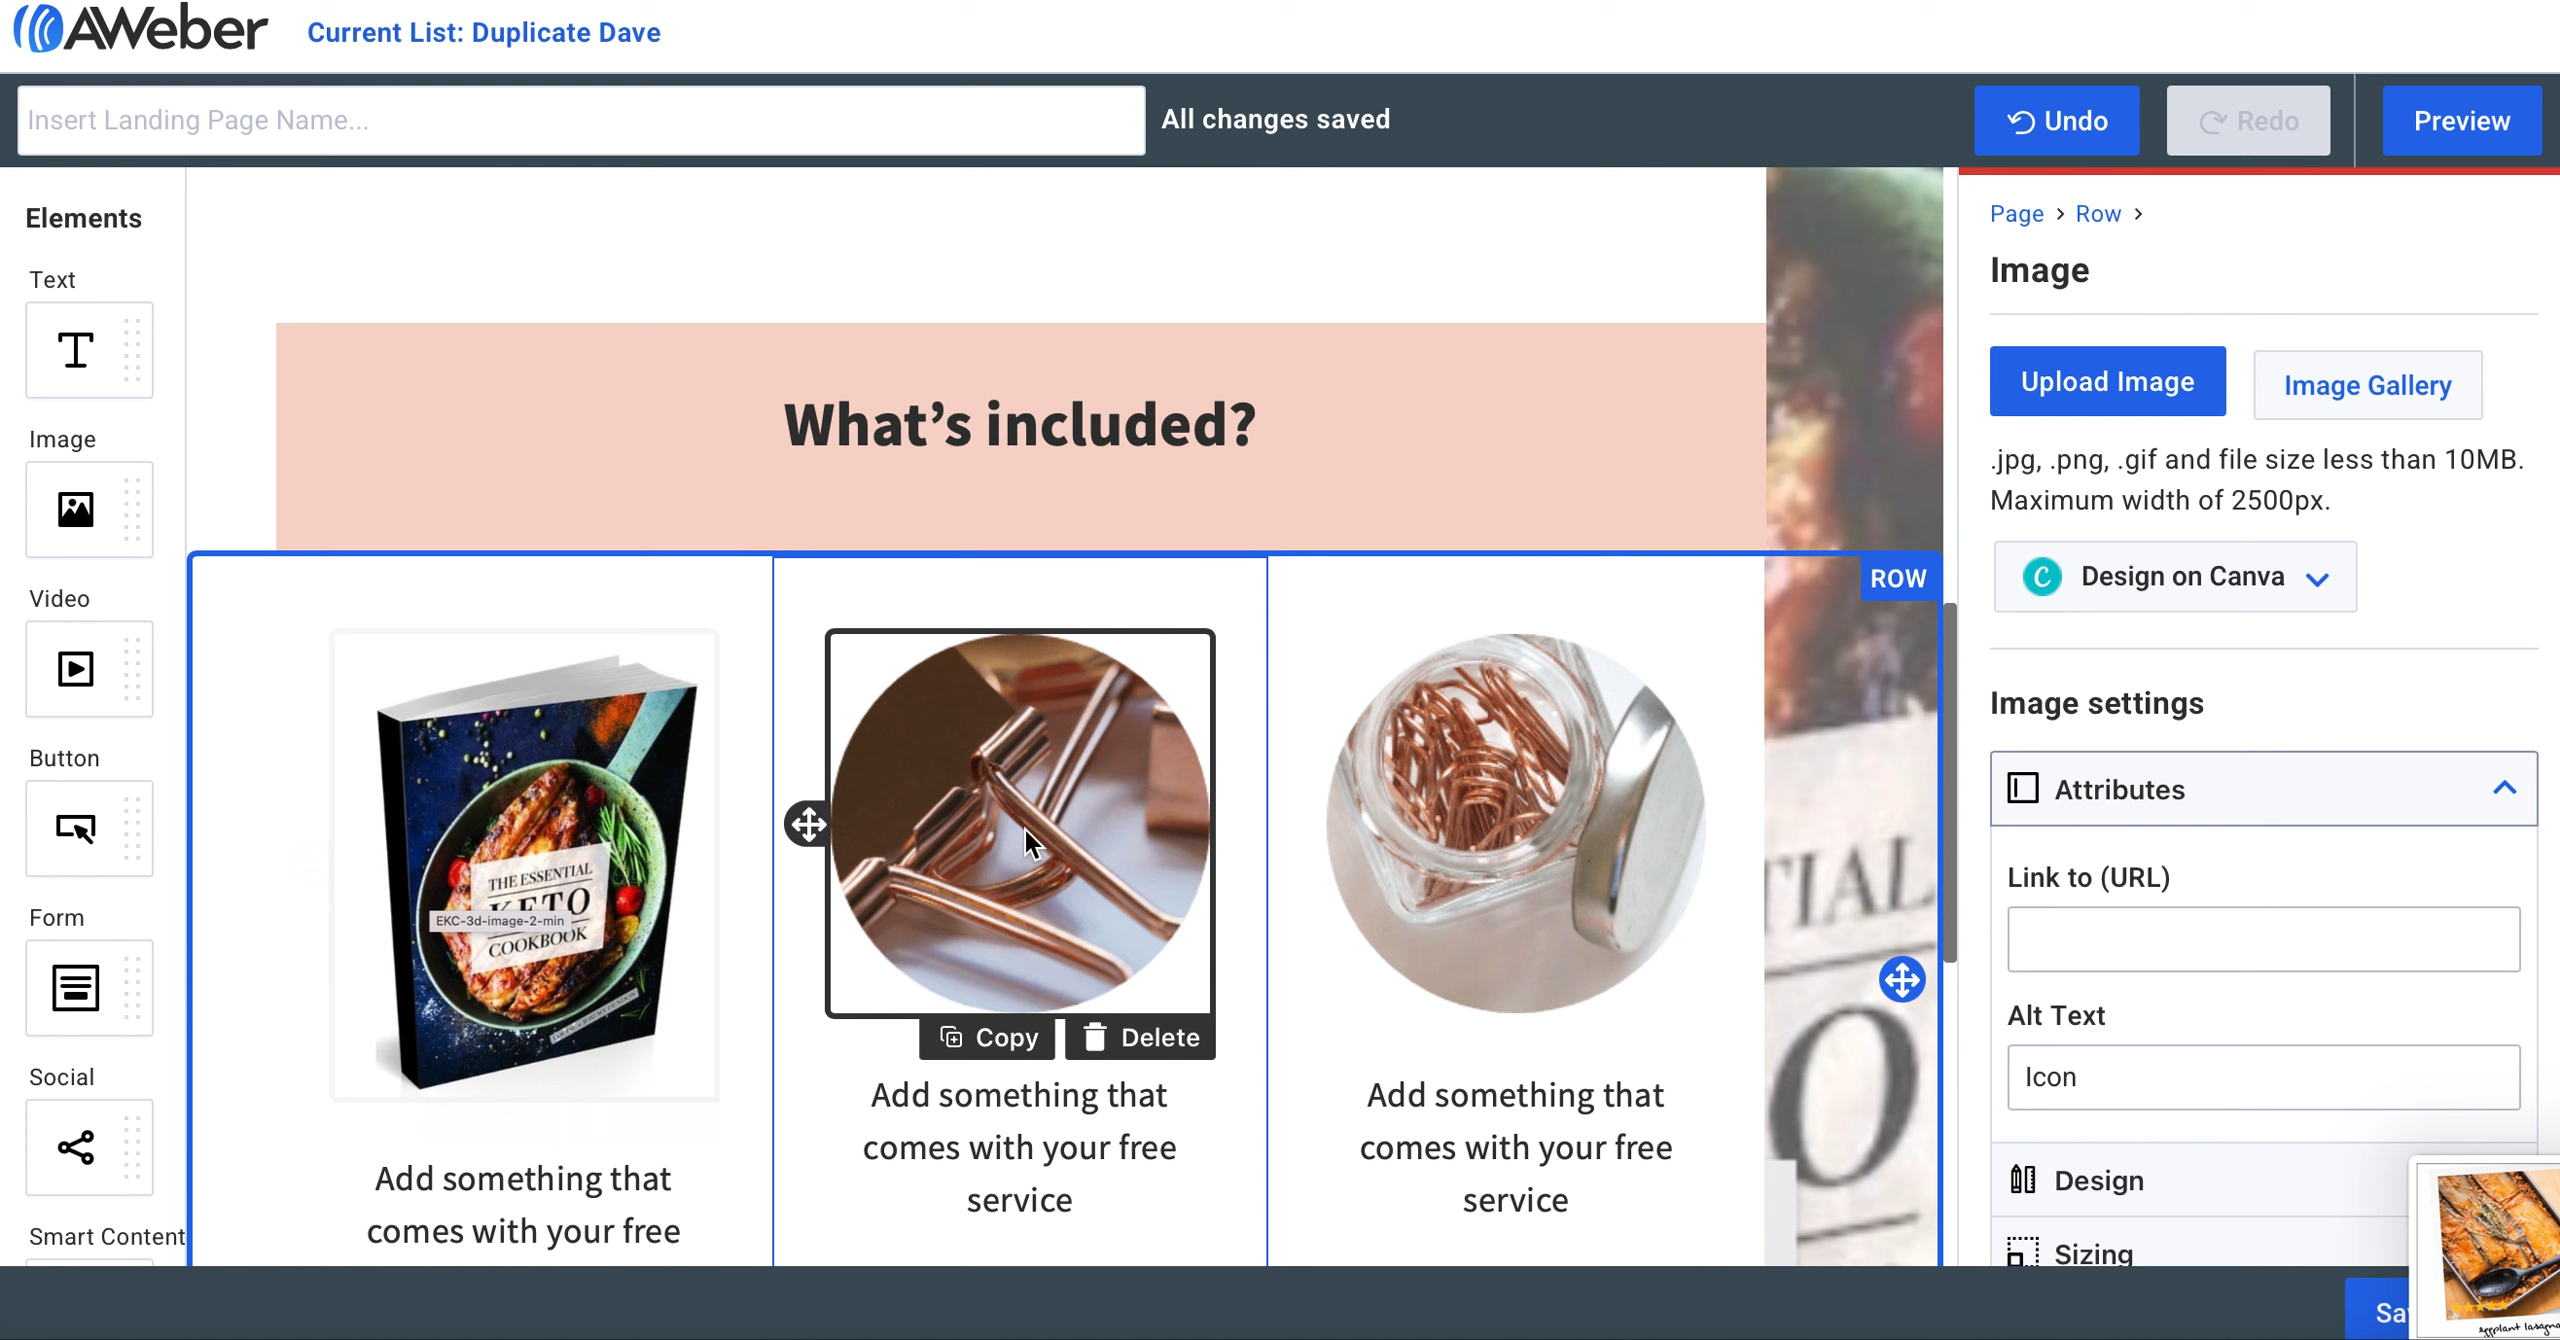 AWeber
Current List: Duplicate Dave
Insert Landing Page Name...
All changes saved
Undo
Redo
Preview
Elements
Text
Image
Video
Button
Form
Social
Smart Content
What's included?
ROW
THE ESSENTIAL
KETO
EKC-3d-image-2-min
COOKBOOK
Copy
Delete
Add something that
comes with your free
Add something that
comes with your free
service
Add something that
comes with your free
service
TIAL
O
Page > Row >
Image
Upload Image
Image Gallery
.jpg, .png, .gif and file size less than 10MB.
Maximum width of 2500px.
C
Design on Canva
Image settings
Attributes
Link to (URL)
Alt Text
Icon
Design
Sizing
Sa
eggplant lasagna